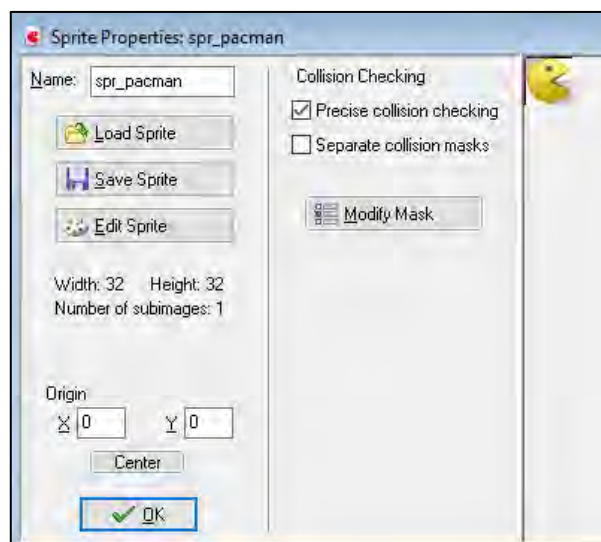 Sprite Properties: spr_pacman
Name: spr_pacman
Load Sprite
Save Sprite
Edit Sprite
Width: 32 Height: 32
Number of subimages: 1
Origin
X 0 Y 0
Center
OK
Collision Checking
Precise collision checking
Separate collision masks
Modify Mask